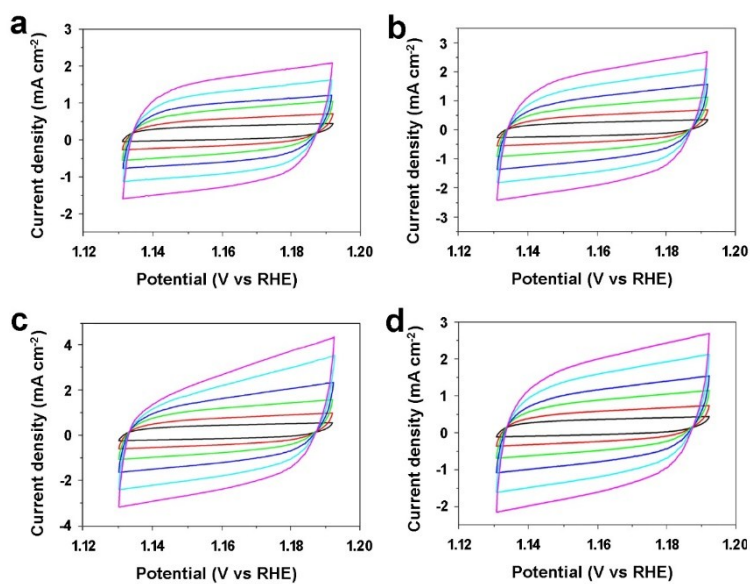 a
3
2
1
0
-1
-2
Current density (mA cm⁻²)
1.12 1.14 1.16 1.18 1.20
Potential (V vs RHE)
b
3
2
1
0
-1
-2
-3
Current density (mA cm⁻²)
1.12 1.14 1.16 1.18 1.20
Potential (V vs RHE)
c
4
2
0
-2
-4
Current density (mA cm⁻²)
1.12 1.14 1.16 1.18 1.20
Potential (V vs RHE)
d
3
2
1
0
-1
-2
Current density (mA cm⁻²)
1.12 1.14 1.16 1.18 1.20
Potential (V vs RHE)